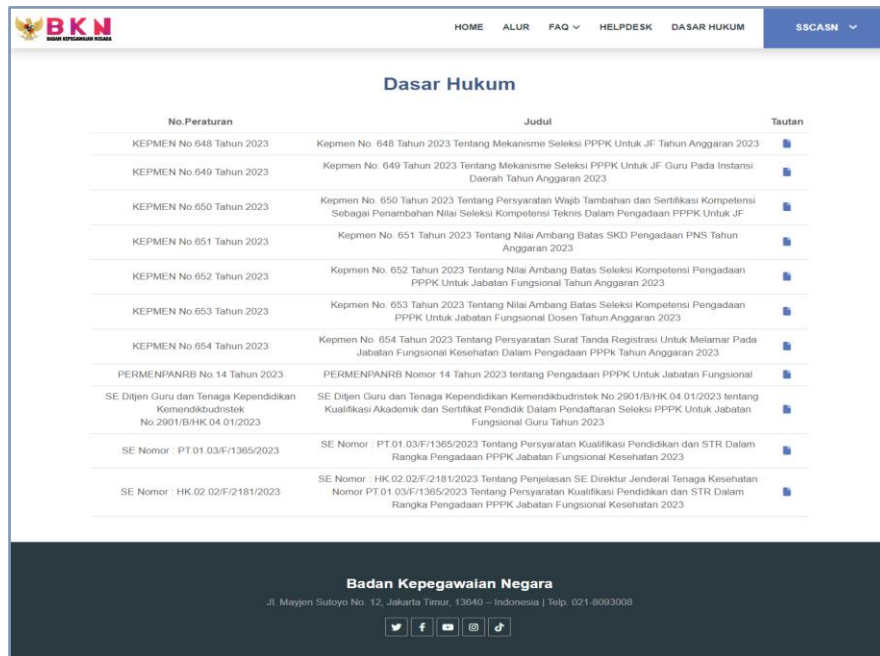 BKN
BADAN KEPEGAWAIAN NEGARA
HOME ALUR FAQ HELPDESK DASAR HUKUM SSCASN
Dasar Hukum
No.Peraturan Judul Tautan
KEPMEN No.648 Tahun 2023 Kepmen No. 648 Tahun 2023 Tentang Mekanisme Seleksi PPPK Untuk JF Tahun Anggaran 2023
KEPMEN No.649 Tahun 2023 Kepmen No. 649 Tahun 2023 Tentang Mekanisme Seleksi PPPK Untuk JF Guru Pada Instansi
Daerah Tahun Anggaran 2023
KEPMEN No.650 Tahun 2023 Kepmen No. 650 Tahun 2023 Tentang Persyaratan Wajib Tambahan dan Sertifikasi Kompetensi
Sebagai Penambahan Nilai Seleksi Kompetensi Teknis Dalam Pengadaan PPPK Untuk JF
KEPMEN No.651 Tahun 2023 Kepmen No. 651 Tahun 2023 Tentang Nilai Ambang Batas SKD Pengadaan PNS Tahun
Anggaran 2023
KEPMEN No.652 Tahun 2023 Kepmen No. 652 Tahun 2023 Tentang Nilai Ambang Batas Seleksi Kompetensi Pengadaan
PPPK Untuk Jabatan Fungsional Tahun Anggaran 2023
KEPMEN No.653 Tahun 2023 Kepmen No. 653 Tahun 2023 Tentang Nilai Ambang Batas Seleksi Kompetensi Pengadaan
PPPK Untuk Jabatan Fungsional Dosen Tahun Anggaran 2023
KEPMEN No.654 Tahun 2023 Kepmen No. 654 Tahun 2023 Tentang Persyaratan Surat Tanda Registrasi Untuk Melamar Pada
Jabatan Fungsional Kesehatan Dalam Pengadaan PPPk Tahun Anggaran 2023
PERMENPANRB No.14 Tahun 2023 PERMENPANRB Nomor 14 Tahun 2023 tentang Pengadaan PPPK Untuk Jabatan Fungsional
SE Ditjen Guru dan Tenaga Kependidikan
Kemendikbudristek
No.2901/B/HK.04.01/2023
SE Ditjen Guru dan Tenaga Kependidikan Kemendikbudristek No.2901/B/HK.04.01/2023 tentang
Kualifikasi Akademik dan Sertifikat Pendidik Dalam Pendaftaran Seleksi PPPK Untuk Jabatan
Fungsional Guru Tahun 2023
SE Nomor : PT.01.03/F/1365/2023 SE Nomor : PT.01.03/F/1365/2023 Tentang Persyaratan Kualifikasi Pendidikan dan STR Dalam
Rangka Pengadaan PPPK Jabatan Fungsional Kesehatan 2023
SE Nomor : HK.02.02/F/2181/2023
SE Nomor : HK.02.02/F/2181/2023 Tentang Penjelasan SE Direktur Jenderal Tenaga Kesehatan
Nomor PT.01.03/F/1365/2023 Tentang Persyaratan Kualifikasi Pendidikan dan STR Dalam
Rangka Pengadaan PPPK Jabatan Fungsional Kesehatan 2023
Badan Kepegawaian Negara
Jl. Mayjen Sutoyo No. 12, Jakarta Timur, 13640 – Indonesia | Telp. 021-8093008